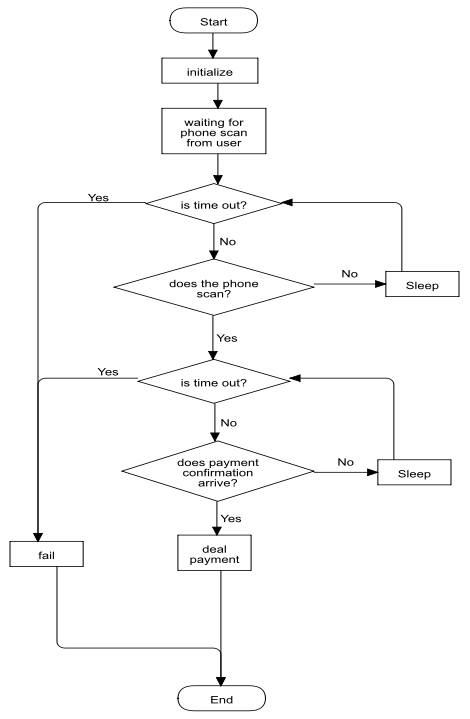 Start
initialize
waiting for
phone scan
from user
Yes
is time out?
No
does the phone
scan?
No
Sleep
Yes
Yes
is time out?
No
does payment
confirmation
arrive?
No
Sleep
Yes
fail
deal
payment
End